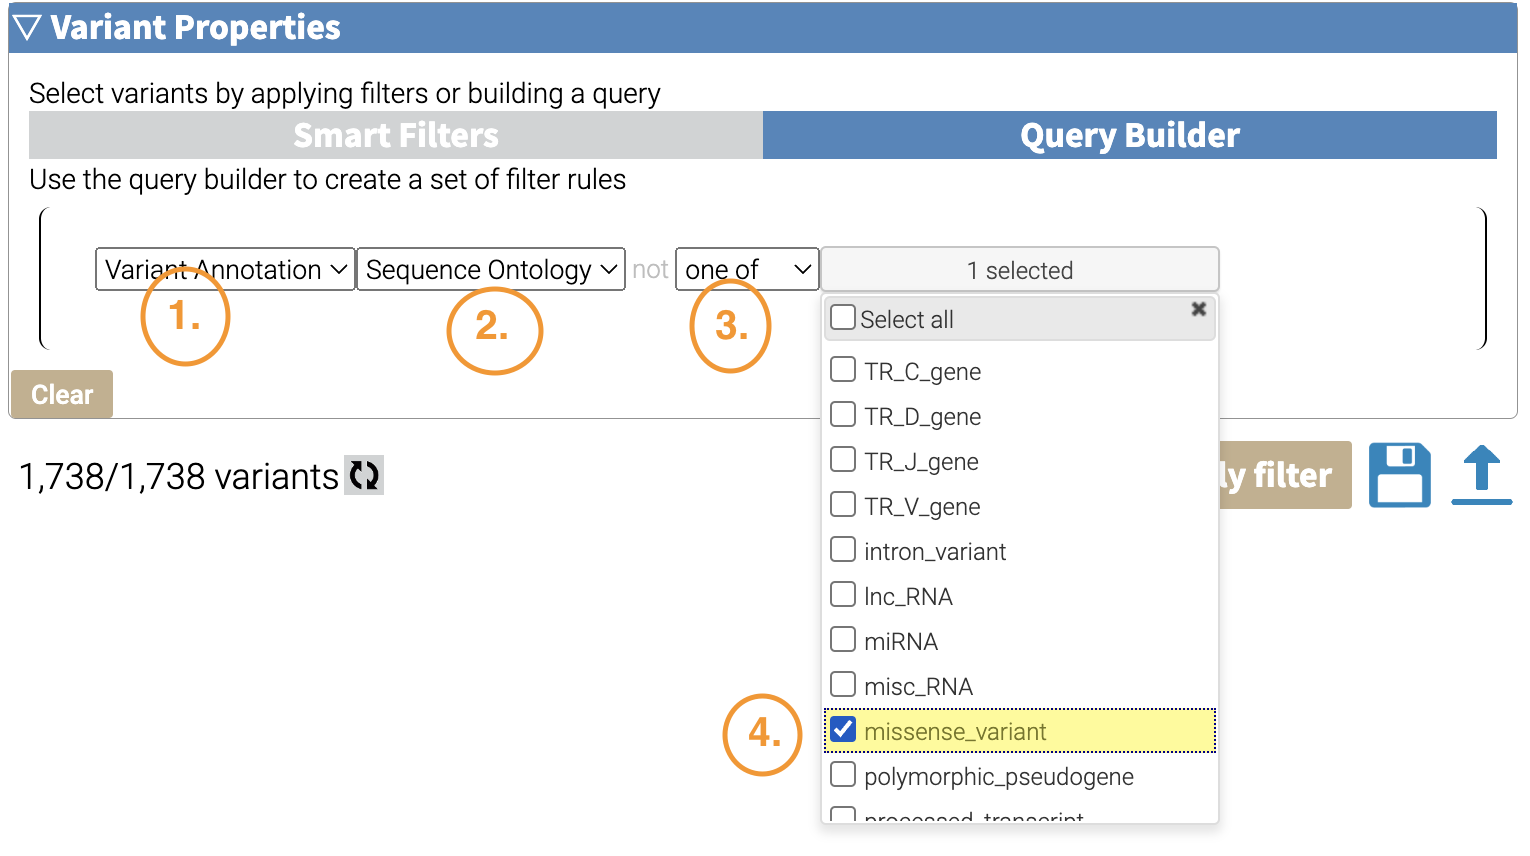 Variant Properties
Select variants by applying filters or building a query
Smart Filters Query Builder
Use the query builder to create a set of filter rules
Variant Annotation Sequence Ontology not one of 1 selected
1. 2. 3.
Select all
TR_C_gene
Clear
TR_D_gene
TR_J_gene
1,738/1,738 variants ly filter
TR_V_gene
intron_variant
lnc_RNA
miRNA
misc_RNA
4. missense_variant
polymorphic_pseudogene
processed_transcript